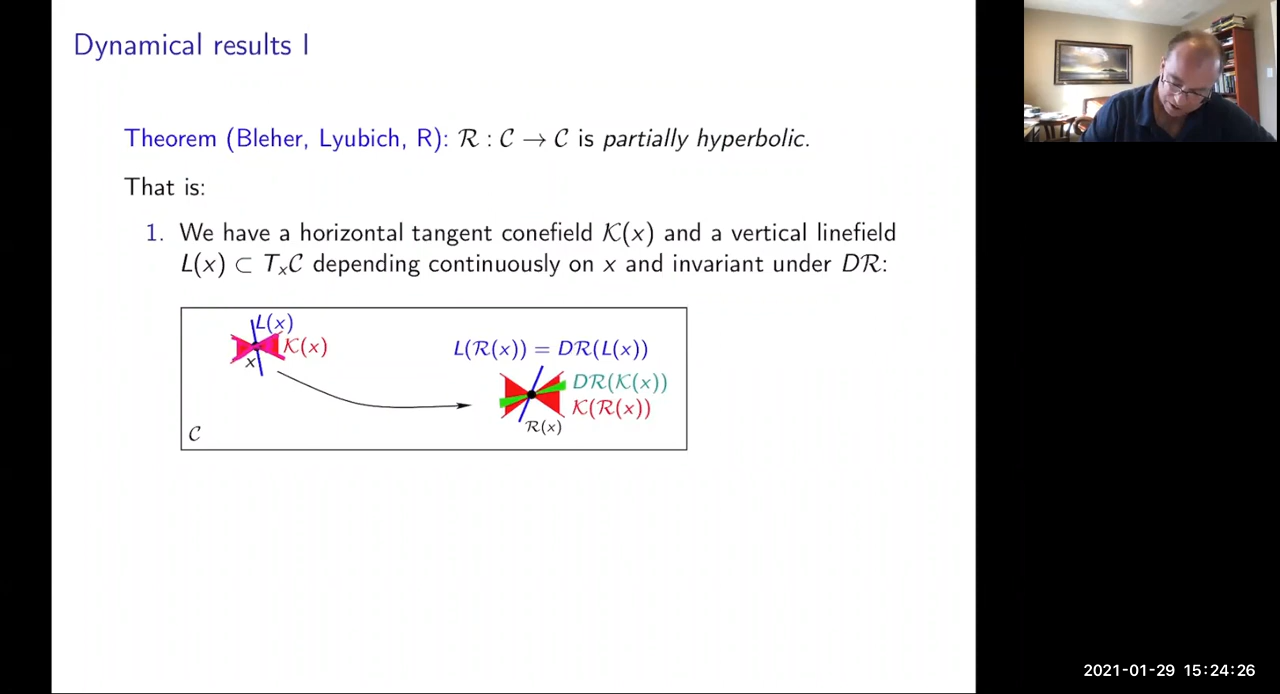 Dynamical results I
Theorem (Bleher, Lyubich, R): ℛ : 𝒞 → 𝒞 is partially hyperbolic.
That is:
1. We have a horizontal tangent conefield 𝒦(x) and a vertical linefield
L(x) ⊂ TₓC depending continuously on x and invariant under Dℛ:
L(x)
𝒦(x)
x
L(ℛ(x)) = Dℛ(L(x))
Dℛ(𝒦(x))
𝒦(ℛ(x))
ℛ(x)
𝒞
2021-01-29 15:24:26